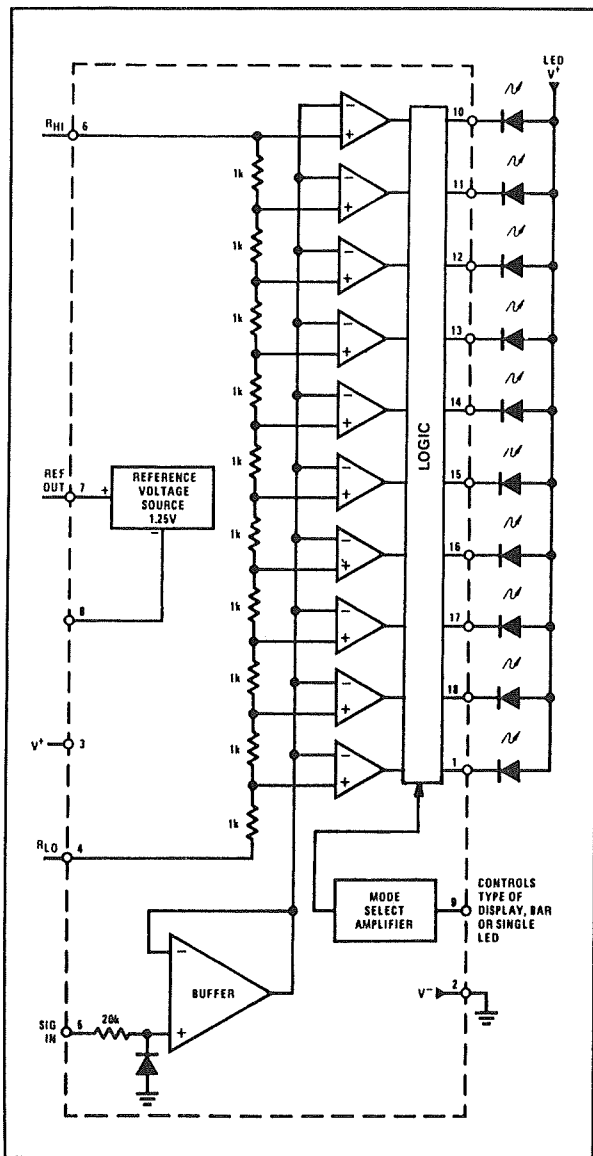 LED
V+
RHI 6
10
11
12
13
14
15
16
17
18
1
−
+
−
+
−
+
−
+
−
+
−
+
−
+
−
+
−
+
−
+
1k
1k
1k
1k
1k
1k
1k
1k
1k
1k
LOGIC
REF
OUT 7
+
REFERENCE
VOLTAGE
SOURCE
1.25V
−
8
V+ 3
RLO 4
MODE
SELECT
AMPLIFIER
9
CONTROLS
TYPE OF
DISPLAY, BAR
OR SINGLE
LED
V− 2
−
BUFFER
+
SIG
IN 5
20k